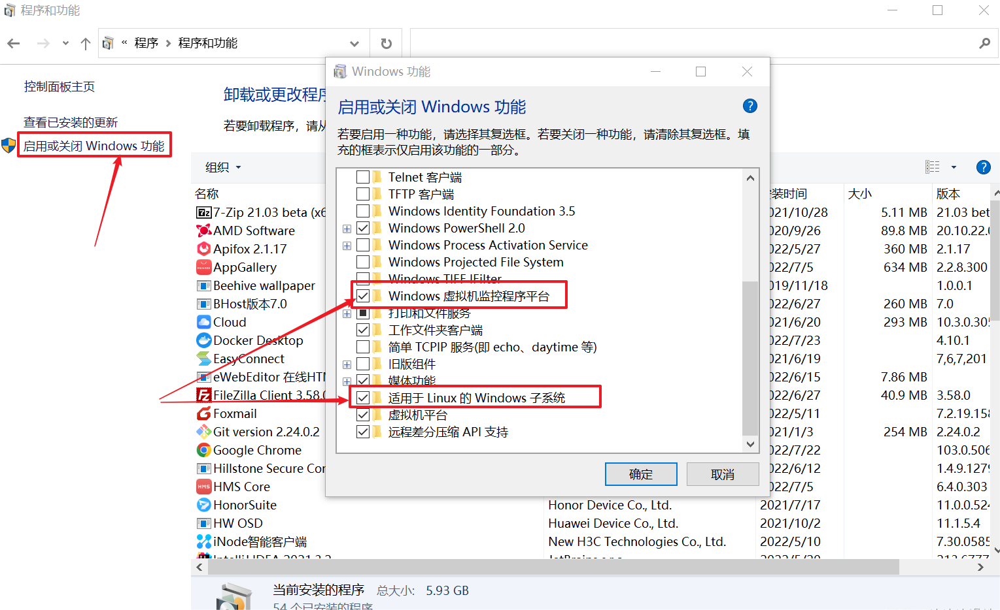 程序和功能
« 程序 > 程序和功能
控制面板主页
查看已安装的更新
启用或关闭 Windows 功能
卸载或更改程序
若要卸载程序，请从
组织
名称
安装时间
大小
版本
7-Zip 21.03 beta (x6
021/10/28
5.11 MB
21.03 bet
AMD Software
020/9/26
89.8 MB
20.10.22.0
Apifox 2.1.17
022/5/27
360 MB
2.1.17
AppGallery
022/7/5
634 MB
2.2.8.300
Beehive wallpaper
019/11/18
1.0.0.1
BHost版本7.0
022/6/27
260 MB
7.0
Cloud
021/6/20
293 MB
10.3.0.305
Docker Desktop
022/7/23
4.10.1
EasyConnect
021/6/19
7,6,7,201
eWebEditor 在线HTM
022/6/15
7.86 MB
FileZilla Client 3.58.0
022/6/27
40.9 MB
3.58.0
Foxmail
022/5/11
7.2.19.158
Git version 2.24.0.2
021/1/3
254 MB
2.24.0.2
Google Chrome
022/7/22
103.0.506
Hillstone Secure Con
022/6/12
1.4.9.1279
HMS Core
022/7/5
6.4.0.303
HonorSuite
Honor Device Co., Ltd.
2021/7/17
11.0.0.524
HW OSD
Huawei Device Co., Ltd.
2021/10/2
11.1.5.4
iNode智能客户端
New H3C Technologies Co., Ltd.
2022/5/10
7.30.0585
IntelliJ IDEA 2021.2.2
JetBrains s.r.o.
2022/5/20
当前安装的程序 总大小: 5.93 GB
54 个已安装的程序
Windows 功能
启用或关闭 Windows 功能
若要启用一种功能，请选择其复选框。若要关闭一种功能，请清除其复选框。填
充的框表示仅启用该功能的一部分。
Telnet 客户端
TFTP 客户端
Windows Identity Foundation 3.5
Windows PowerShell 2.0
Windows Process Activation Service
Windows Projected File System
Windows TIFF IFilter
Windows 虚拟机监控程序平台
打印和文件服务
工作文件夹客户端
简单 TCPIP 服务(即 echo、daytime 等)
旧版组件
媒体功能
适用于 Linux 的 Windows 子系统
虚拟机平台
远程差分压缩 API 支持
确定
取消